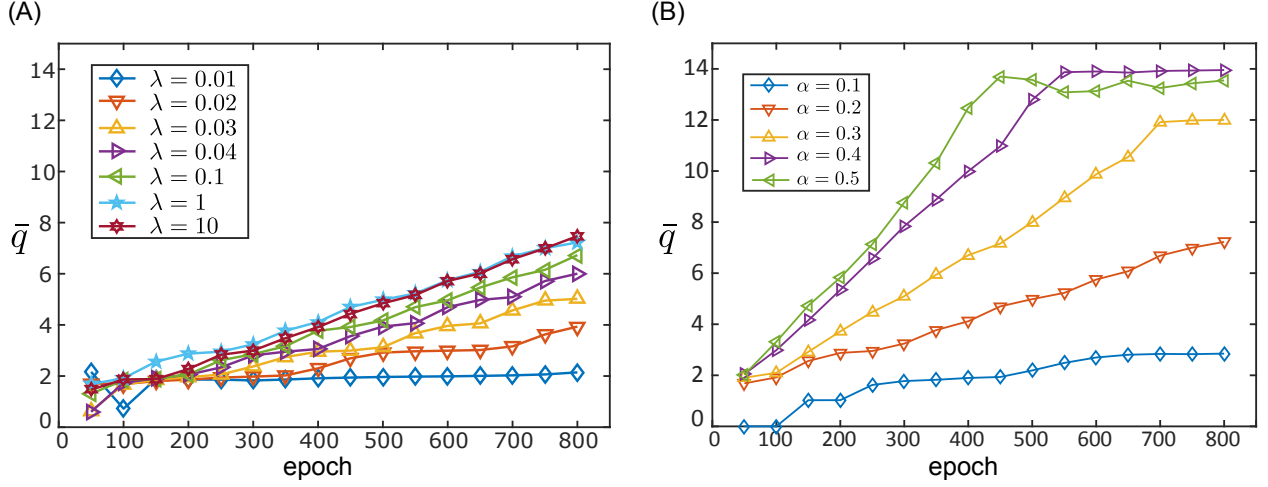 (A)
14
12
10
8
6
4
2
0
q̄
λ = 0.01
λ = 0.02
λ = 0.03
λ = 0.04
λ = 0.1
λ = 1
λ = 10
0 100 200 300 400 500 600 700 800
epoch
(B)
14
12
10
8
6
4
2
0
q̄
α = 0.1
α = 0.2
α = 0.3
α = 0.4
α = 0.5
0 100 200 300 400 500 600 700 800
epoch